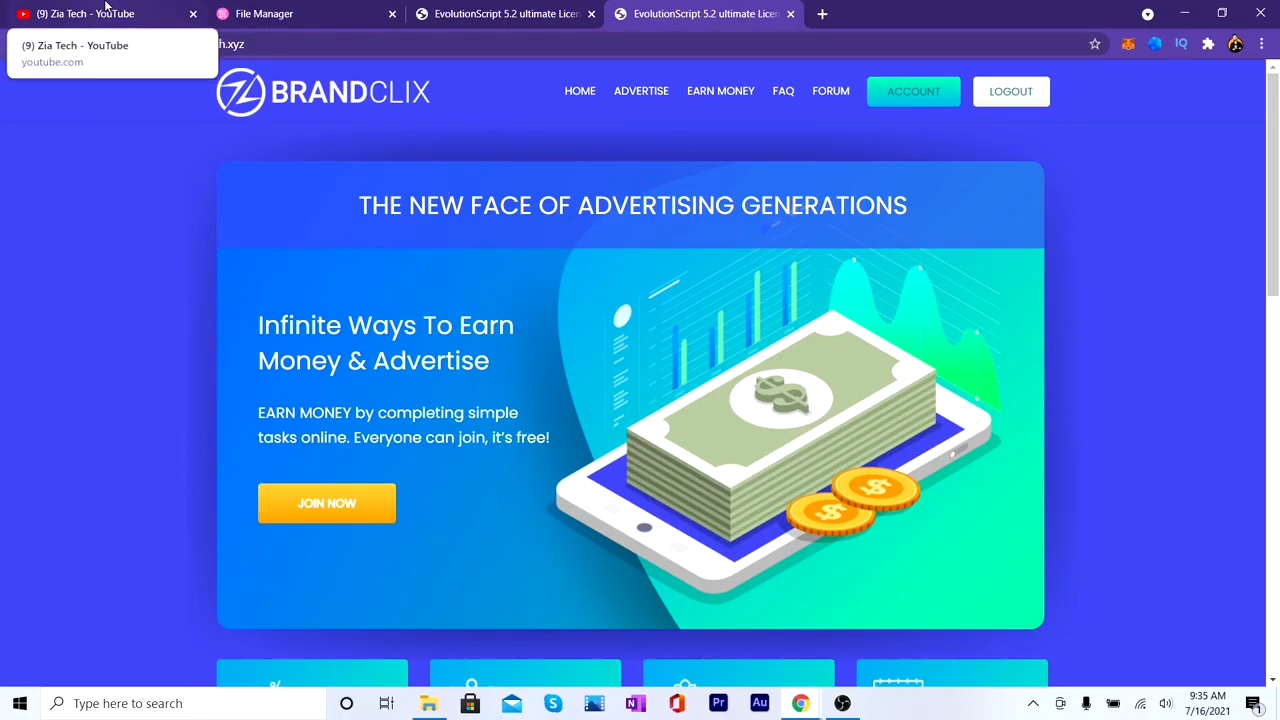 (9) Zia Tech - YouTube
File Manager
EvolutionScript 5.2 ultimate Licen
EvolutionScript 5.2 ultimate Licen
(9) Zia Tech - YouTube
youtube.com
h.xyz
IQ
BRANDCLIX
HOME
ADVERTISE
EARN MONEY
FAQ
FORUM
ACCOUNT
LOGOUT
THE NEW FACE OF ADVERTISING GENERATIONS
Infinite Ways To Earn
Money & Advertise
EARN MONEY by completing simple
tasks online. Everyone can join, it's free!
JOIN NOW
Type here to search
Pr
Au
9:35 AM
7/16/2021
1